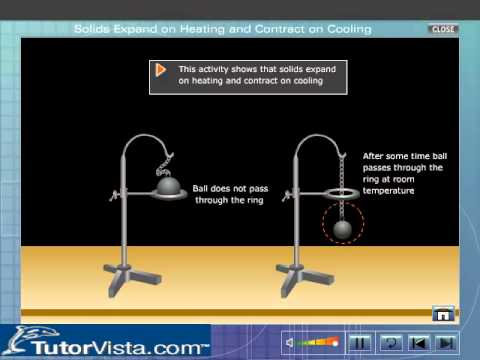 Solids Expand on Heating and Contract on Cooling
CLOSE
This activity shows that solids expand
on heating and contract on cooling
Ball does not pass
through the ring
After some time ball
passes through the
ring at room
temperature
TutorVista.com™